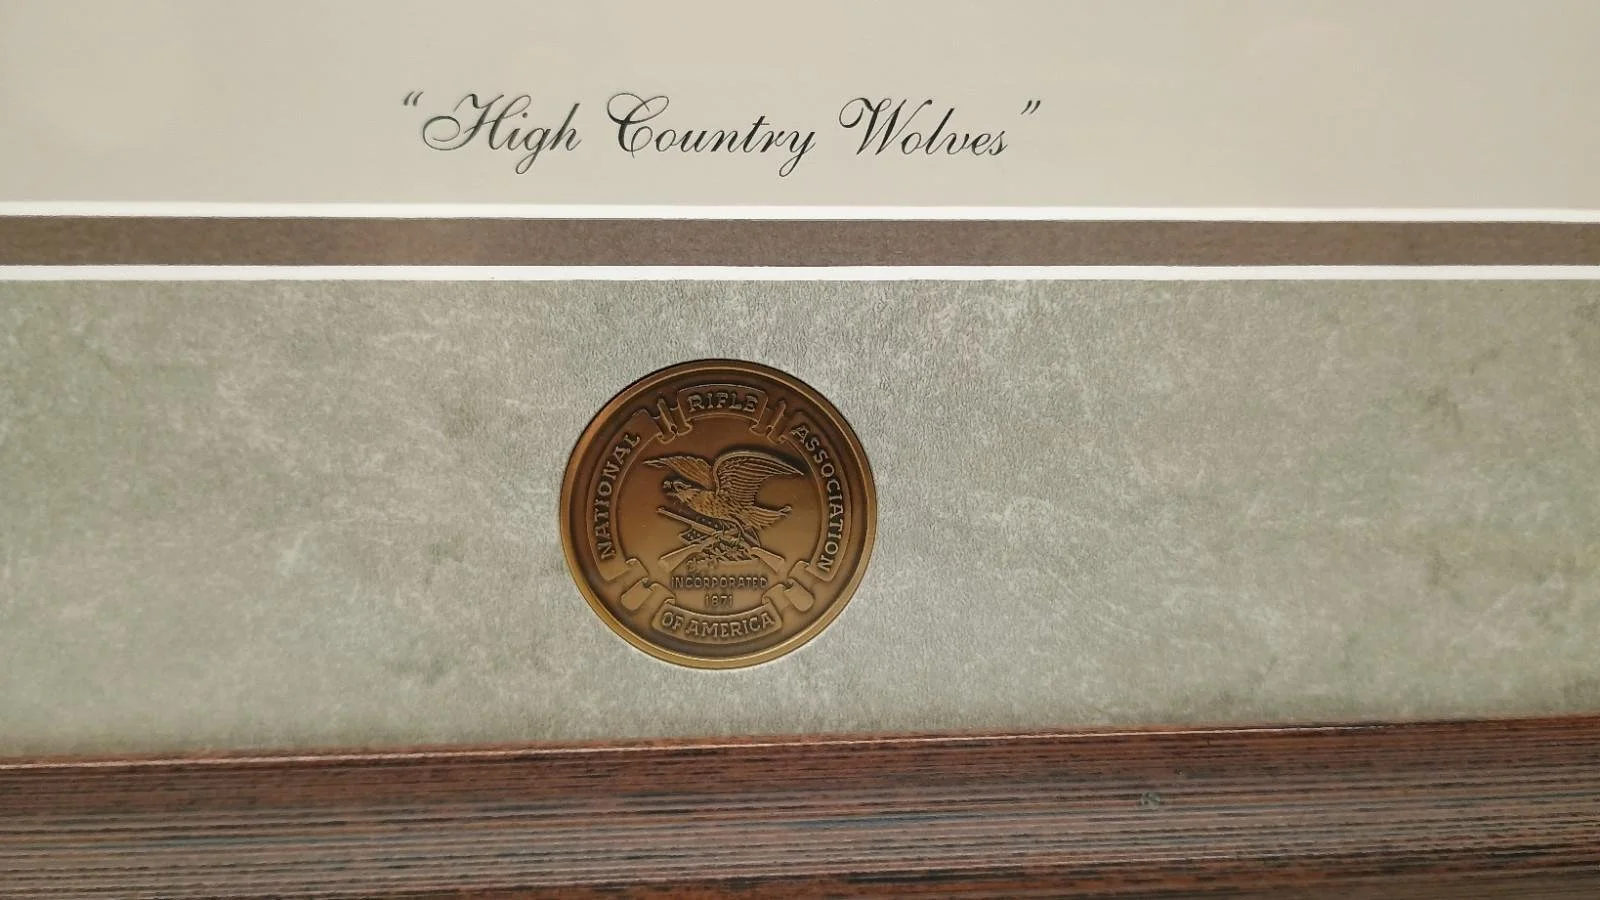 "High Country Wolves"
NATIONAL RIFLE ASSOCIATION
INCORPORATED
1871
OF AMERICA